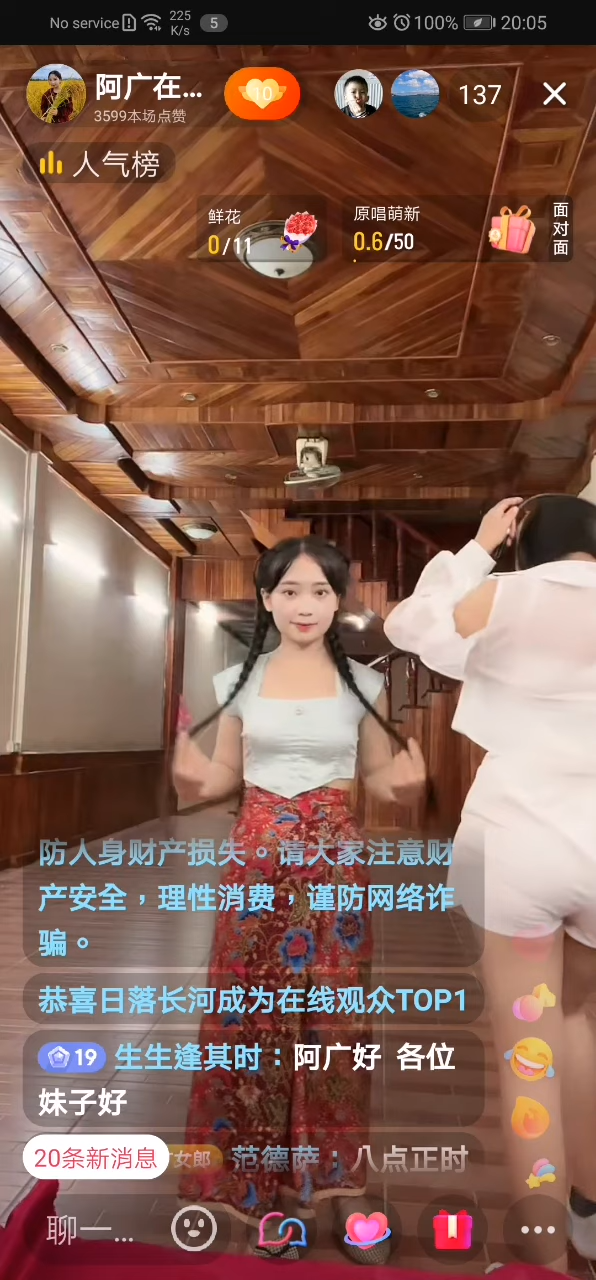 No service
225
K/s
5
100%
20:05
阿广在...
3599本场点赞
10
137
人气榜
鲜花
0/11
原唱萌新
0.6/50
面对面
防人身财产损失。请大家注意财
产安全，理性消费，谨防网络诈
骗。
恭喜日落长河成为在线观众TOP1
19 生生逢其时：阿广好 各位
妹子好
20条新消息
女郎 范德萨：八点正时
聊一...